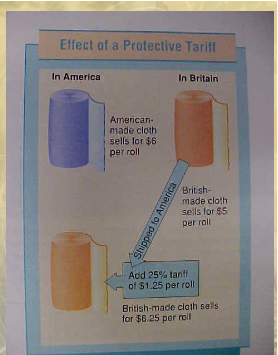 Effect of a Protective Tariff
In America
In Britain
American-
made cloth
sells for $6
per roll
British-
made cloth
sells for $5
per roll
Shipped to America
Add 25% tariff
of $1.25 per roll
British-made cloth sells
for $6.25 per roll